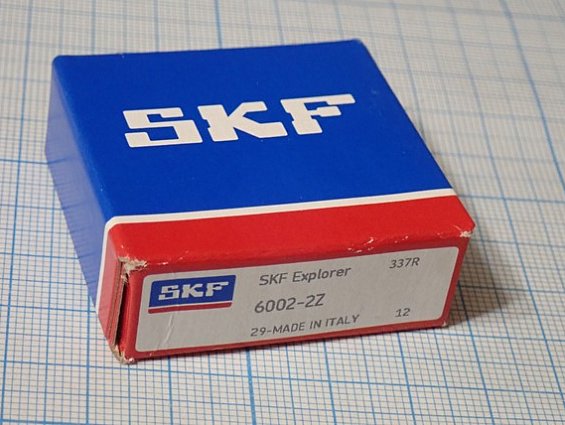 SKF
SKF
SKF Explorer
337R
6002-2Z
29-MADE IN ITALY
12